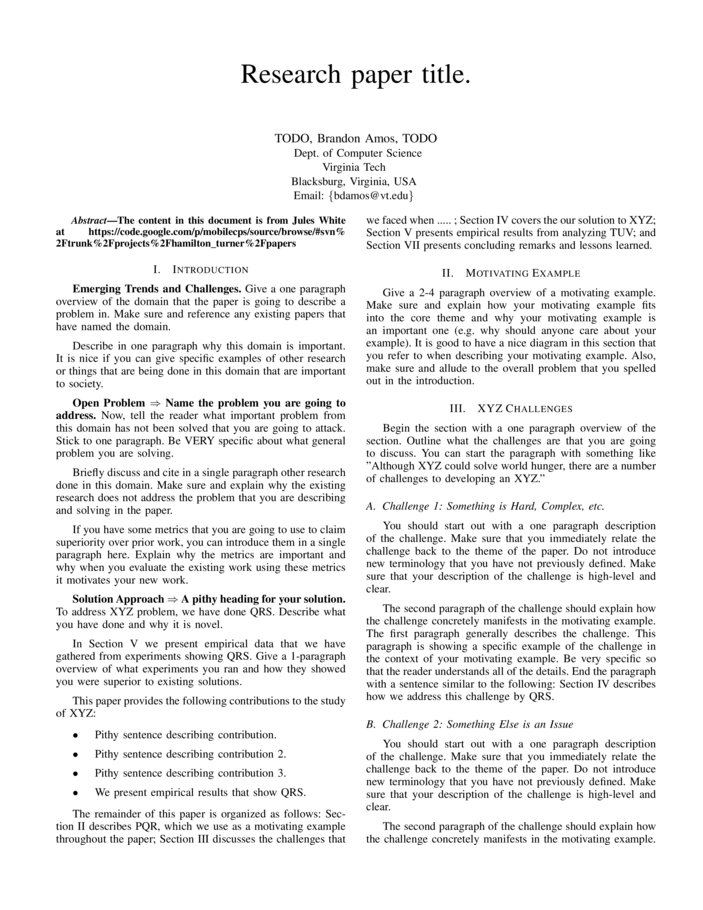 Research paper title.
TODO, Brandon Amos, TODO
Dept. of Computer Science
Virginia Tech
Blacksburg, Virginia, USA
Email: {bdamos@vt.edu}
Abstract—The content in this document is from Jules White
at https://code.google.com/p/mobilecps/source/browse/#svn%
2Ftrunk%2Fprojects%2Fhamilton_turner%2Fpapers
I. INTRODUCTION
Emerging Trends and Challenges. Give a one paragraph
overview of the domain that the paper is going to describe a
problem in. Make sure and reference any existing papers that
have named the domain.
Describe in one paragraph why this domain is important.
It is nice if you can give specific examples of other research
or things that are being done in this domain that are important
to society.
Open Problem ⇒ Name the problem you are going to
address. Now, tell the reader what important problem from
this domain has not been solved that you are going to attack.
Stick to one paragraph. Be VERY specific about what general
problem you are solving.
Briefly discuss and cite in a single paragraph other research
done in this domain. Make sure and explain why the existing
research does not address the problem that you are describing
and solving in the paper.
If you have some metrics that you are going to use to claim
superiority over prior work, you can introduce them in a single
paragraph here. Explain why the metrics are important and
why when you evaluate the existing work using these metrics
it motivates your new work.
Solution Approach ⇒ A pithy heading for your solution.
To address XYZ problem, we have done QRS. Describe what
you have done and why it is novel.
In Section V we present empirical data that we have
gathered from experiments showing QRS. Give a 1-paragraph
overview of what experiments you ran and how they showed
you were superior to existing solutions.
This paper provides the following contributions to the study
of XYZ:
• Pithy sentence describing contribution.
• Pithy sentence describing contribution 2.
• Pithy sentence describing contribution 3.
• We present empirical results that show QRS.
The remainder of this paper is organized as follows: Sec-
tion II describes PQR, which we use as a motivating example
throughout the paper; Section III discusses the challenges that
we faced when ..... ; Section IV covers the our solution to XYZ;
Section V presents empirical results from analyzing TUV; and
Section VII presents concluding remarks and lessons learned.
II. MOTIVATING EXAMPLE
Give a 2-4 paragraph overview of a motivating example.
Make sure and explain how your motivating example fits
into the core theme and why your motivating example is
an important one (e.g. why should anyone care about your
example). It is good to have a nice diagram in this section that
you refer to when describing your motivating example. Also,
make sure and allude to the overall problem that you spelled
out in the introduction.
III. XYZ CHALLENGES
Begin the section with a one paragraph overview of the
section. Outline what the challenges are that you are going
to discuss. You can start the paragraph with something like
”Although XYZ could solve world hunger, there are a number
of challenges to developing an XYZ.”
A. Challenge 1: Something is Hard, Complex, etc.
You should start out with a one paragraph description
of the challenge. Make sure that you immediately relate the
challenge back to the theme of the paper. Do not introduce
new terminology that you have not previously defined. Make
sure that your description of the challenge is high-level and
clear.
The second paragraph of the challenge should explain how
the challenge concretely manifests in the motivating example.
The first paragraph generally describes the challenge. This
paragraph is showing a specific example of the challenge in
the context of your motivating example. Be very specific so
that the reader understands all of the details. End the paragraph
with a sentence similar to the following: Section IV describes
how we address this challenge by QRS.
B. Challenge 2: Something Else is an Issue
You should start out with a one paragraph description
of the challenge. Make sure that you immediately relate the
challenge back to the theme of the paper. Do not introduce
new terminology that you have not previously defined. Make
sure that your description of the challenge is high-level and
clear.
The second paragraph of the challenge should explain how
the challenge concretely manifests in the motivating example.